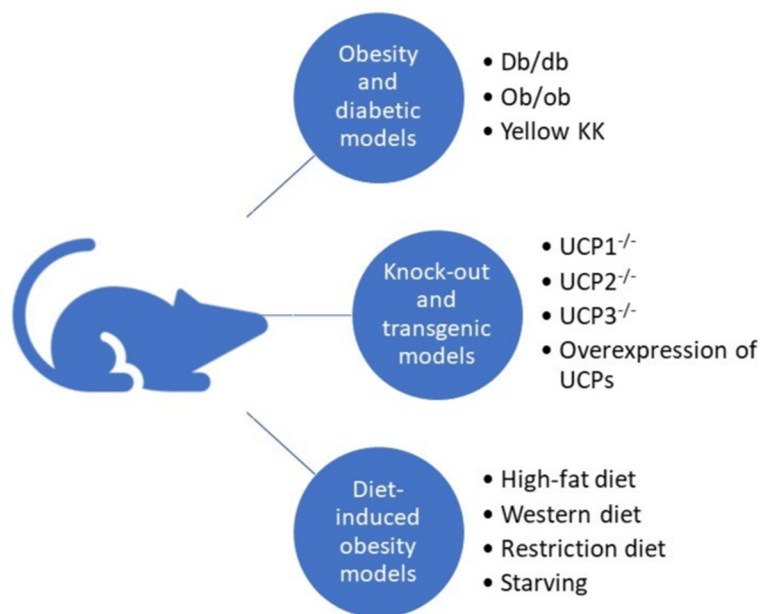 Obesity
and
diabetic
models
• Db/db
• Ob/ob
• Yellow KK
Knock-out
and
transgenic
models
• UCP1-/-
• UCP2-/-
• UCP3-/-
• Overexpression of
UCPs
Diet-
induced
obesity
models
• High-fat diet
• Western diet
• Restriction diet
• Starving